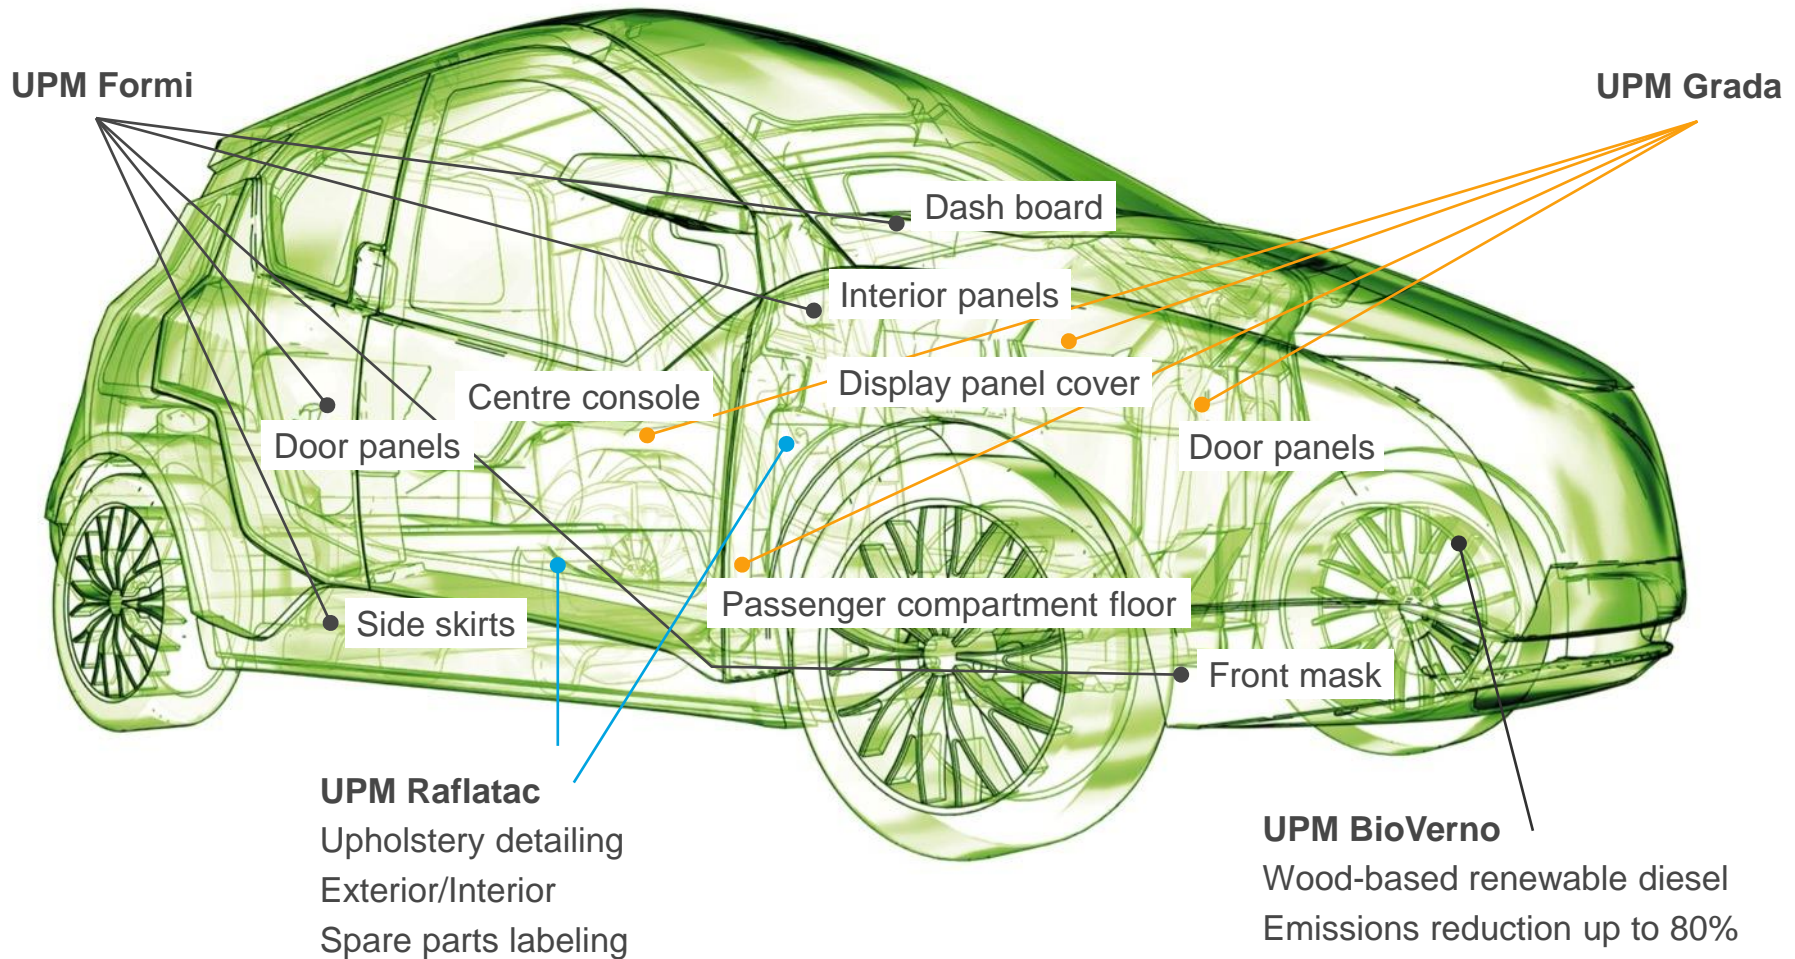 UPM Formi
UPM Grada
Dash board
Interior panels
Display panel cover
Centre console
Door panels
Door panels
Passenger compartment floor
Side skirts
Front mask
UPM Raflatac
Upholstery detailing
Exterior/Interior
Spare parts labeling
UPM BioVerno
Wood-based renewable diesel
Emissions reduction up to 80%